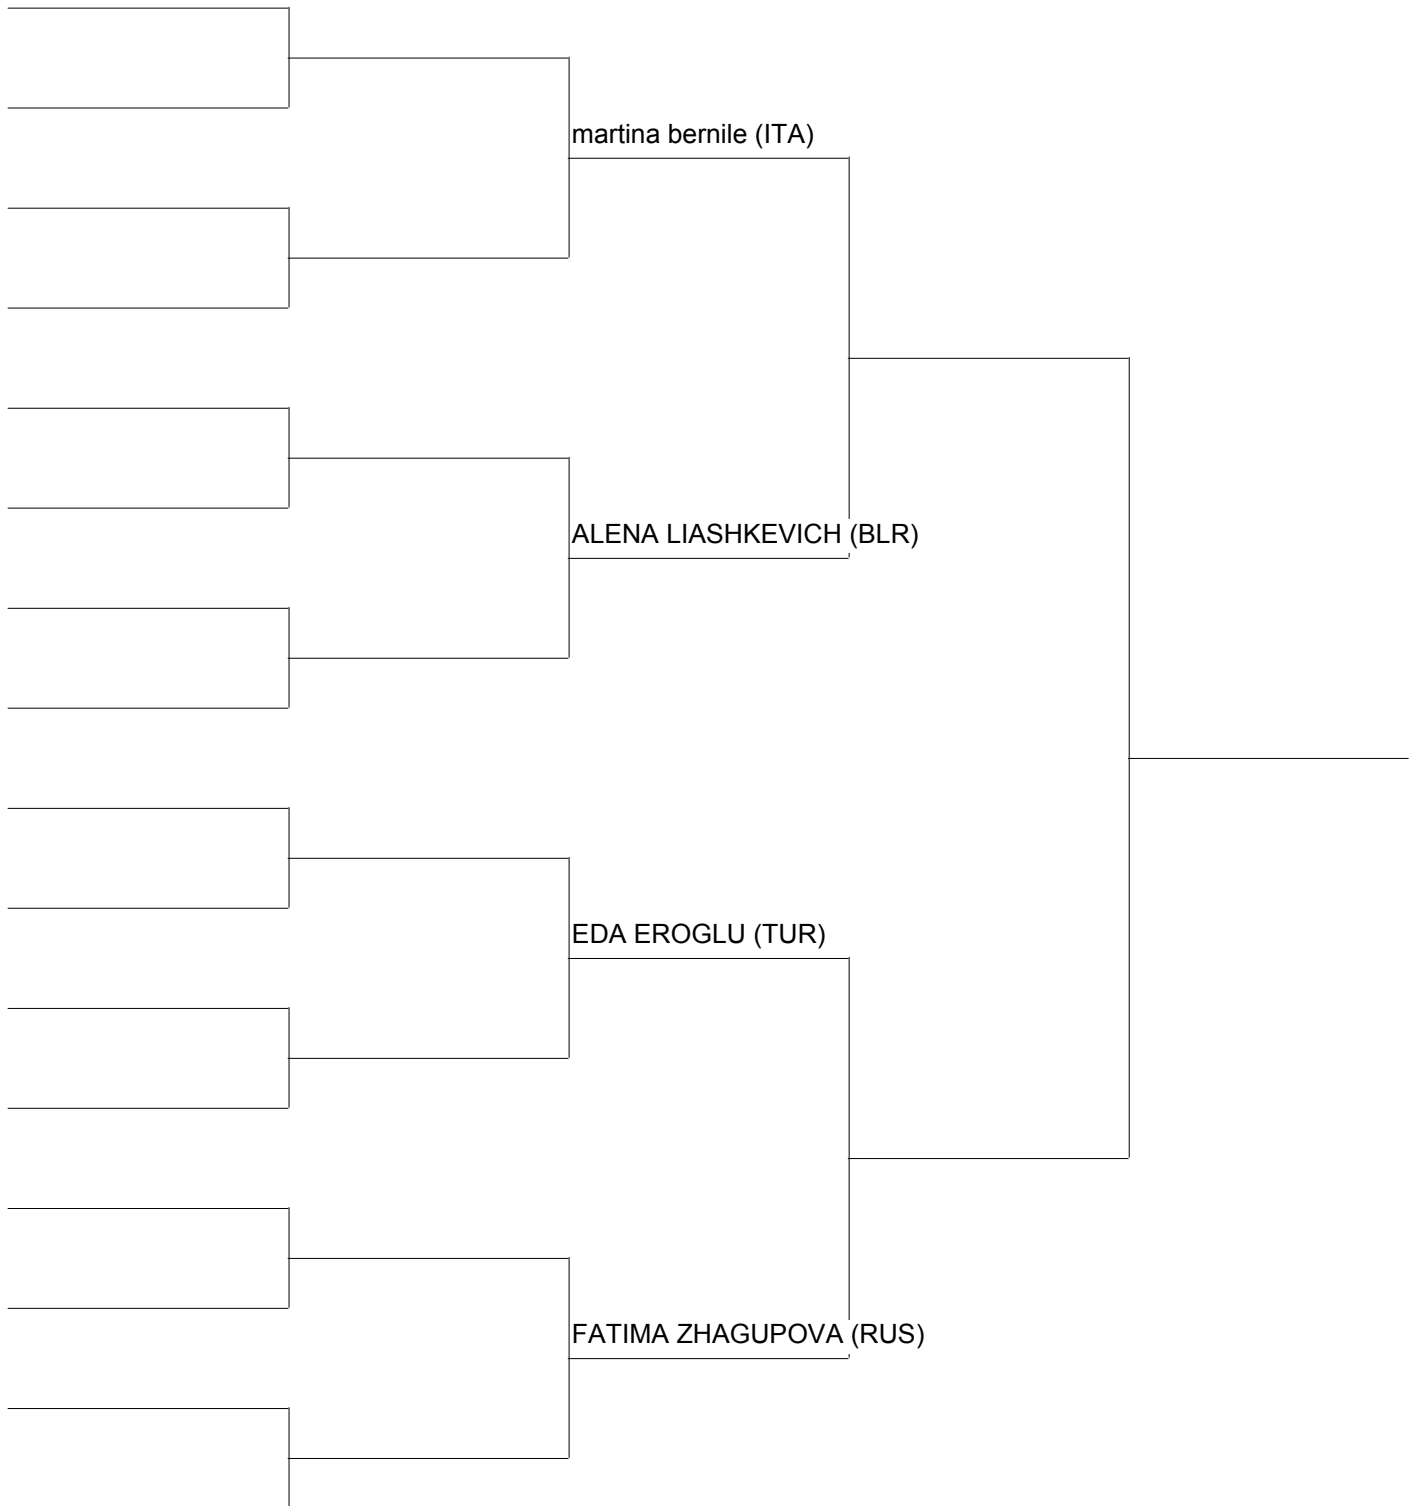 martina bernile (ITA)
ALENA LIASHKEVICH (BLR)
EDA EROGLU (TUR)
FATIMA ZHAGUPOVA (RUS)